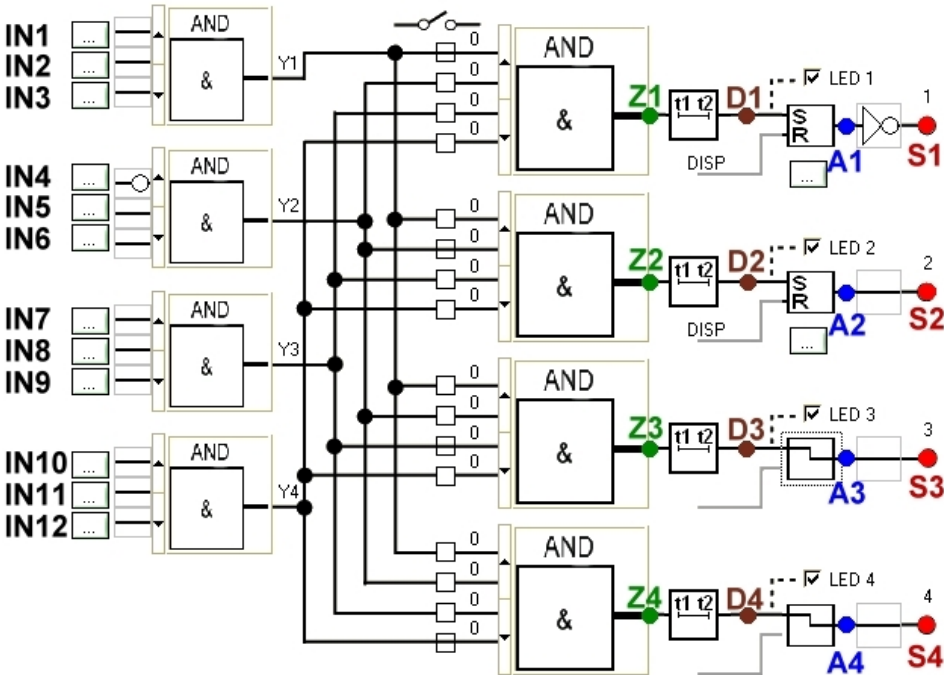 IN1 ... AND
IN2 ... & Y1
IN3 ...
IN4 ... AND
IN5 ... & Y2
IN6 ...
IN7 ... AND
IN8 ... & Y3
IN9 ...
IN10 ... AND
IN11 ... & Y4
IN12 ...
0 AND
0
0 &
0
Z1 t1 t2 D1 LED 1
S
R
A1 1 S1
DISP ...
0 AND
0
0 &
0
Z2 t1 t2 D2 LED 2
S
R
A2 2 S2
DISP ...
0 AND
0
0 &
0
Z3 t1 t2 D3 LED 3
A3 3 S3
0 AND
0
0 &
0
Z4 t1 t2 D4 LED 4
A4 4 S4